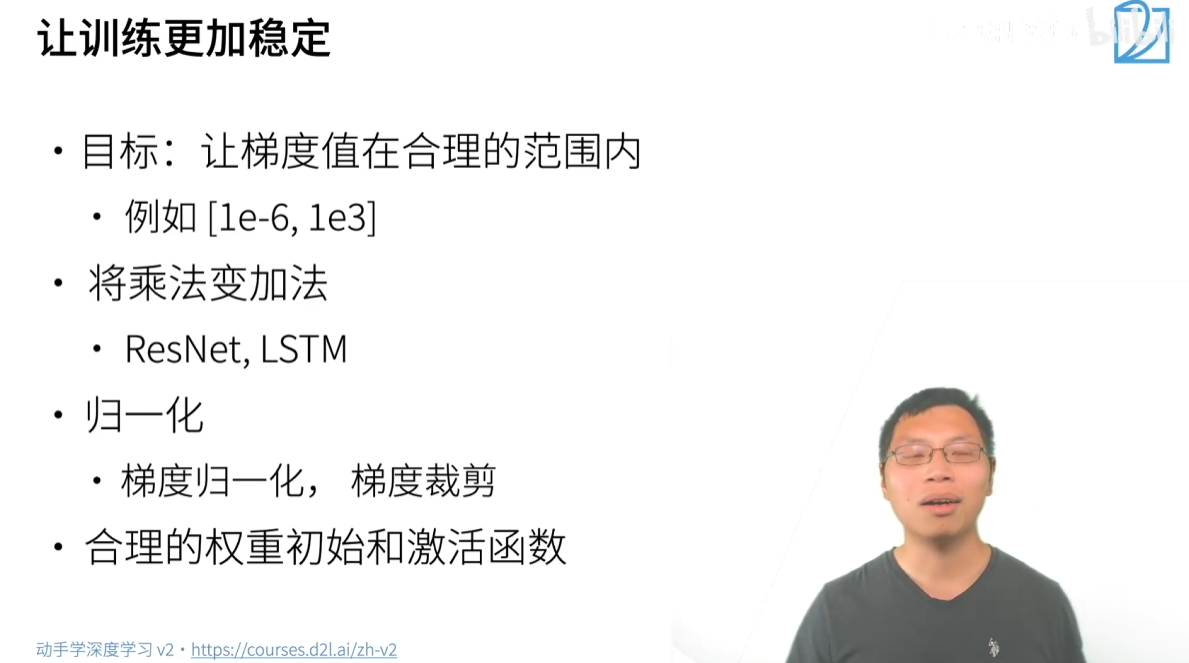 让训练更加稳定
bilibili
• 目标：让梯度值在合理的范围内
• 例如 [1e-6, 1e3]
• 将乘法变加法
• ResNet, LSTM
• 归一化
• 梯度归一化， 梯度裁剪
• 合理的权重初始和激活函数
动手学深度学习 v2 • https://courses.d2l.ai/zh-v2